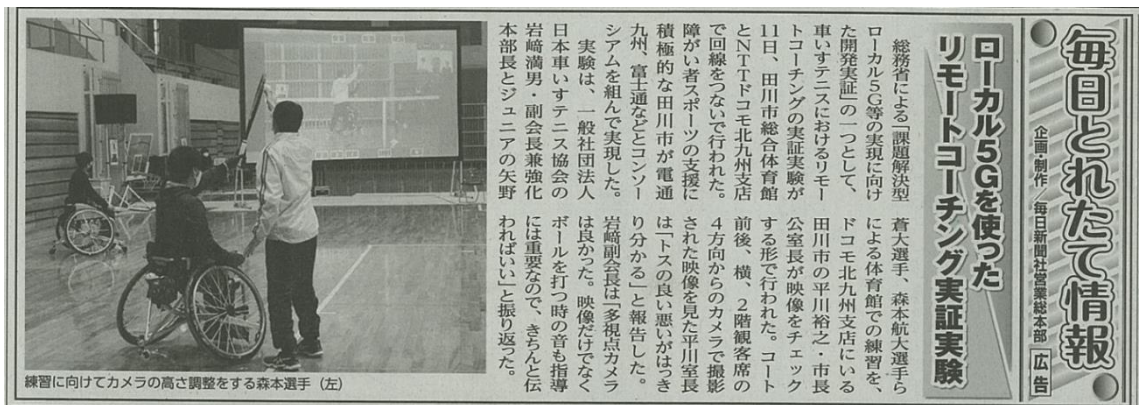 毎日とれたて情報
企画・制作／毎日新聞社営業総本部
広告
ローカル5Gを使った
リモートコーチング実証実験
総務省による「課題解決型
ローカル5G等の実現に向け
た開発実証」の一つとして、
車いすテニスにおけるリモー
トコーチングの実証実験が
11日、田川市総合体育館
とNTTドコモ北九州支店
で回線をつないで行われた。
障がい者スポーツの支援に
積極的な田川市が電通
九州、富士通などとコンソー
シアムを組んで実現した。
実験は、一般社団法人
日本車いすテニス協会の
岩﨑満男・副会長兼強化
本部長とジュニアの矢野
蒼大選手、森本航大選手ら
による体育館での練習を、
ドコモ北九州支店にいる
田川市の平川裕之・市長
公室長が映像をチェック
する形で行われた。コート
前後、横、2階観客席の
4方向からのカメラで撮影
された映像を見た平川室長
は「トスの良い悪いがはっき
り分かる」と報告した。
岩﨑副会長は「多視点カメラ
は良かった。映像だけでなく
ボールを打つ時の音も指導
には重要なので、きちんと伝
わればいい」と振り返った。
練習に向けてカメラの高さ調整をする森本選手（左）